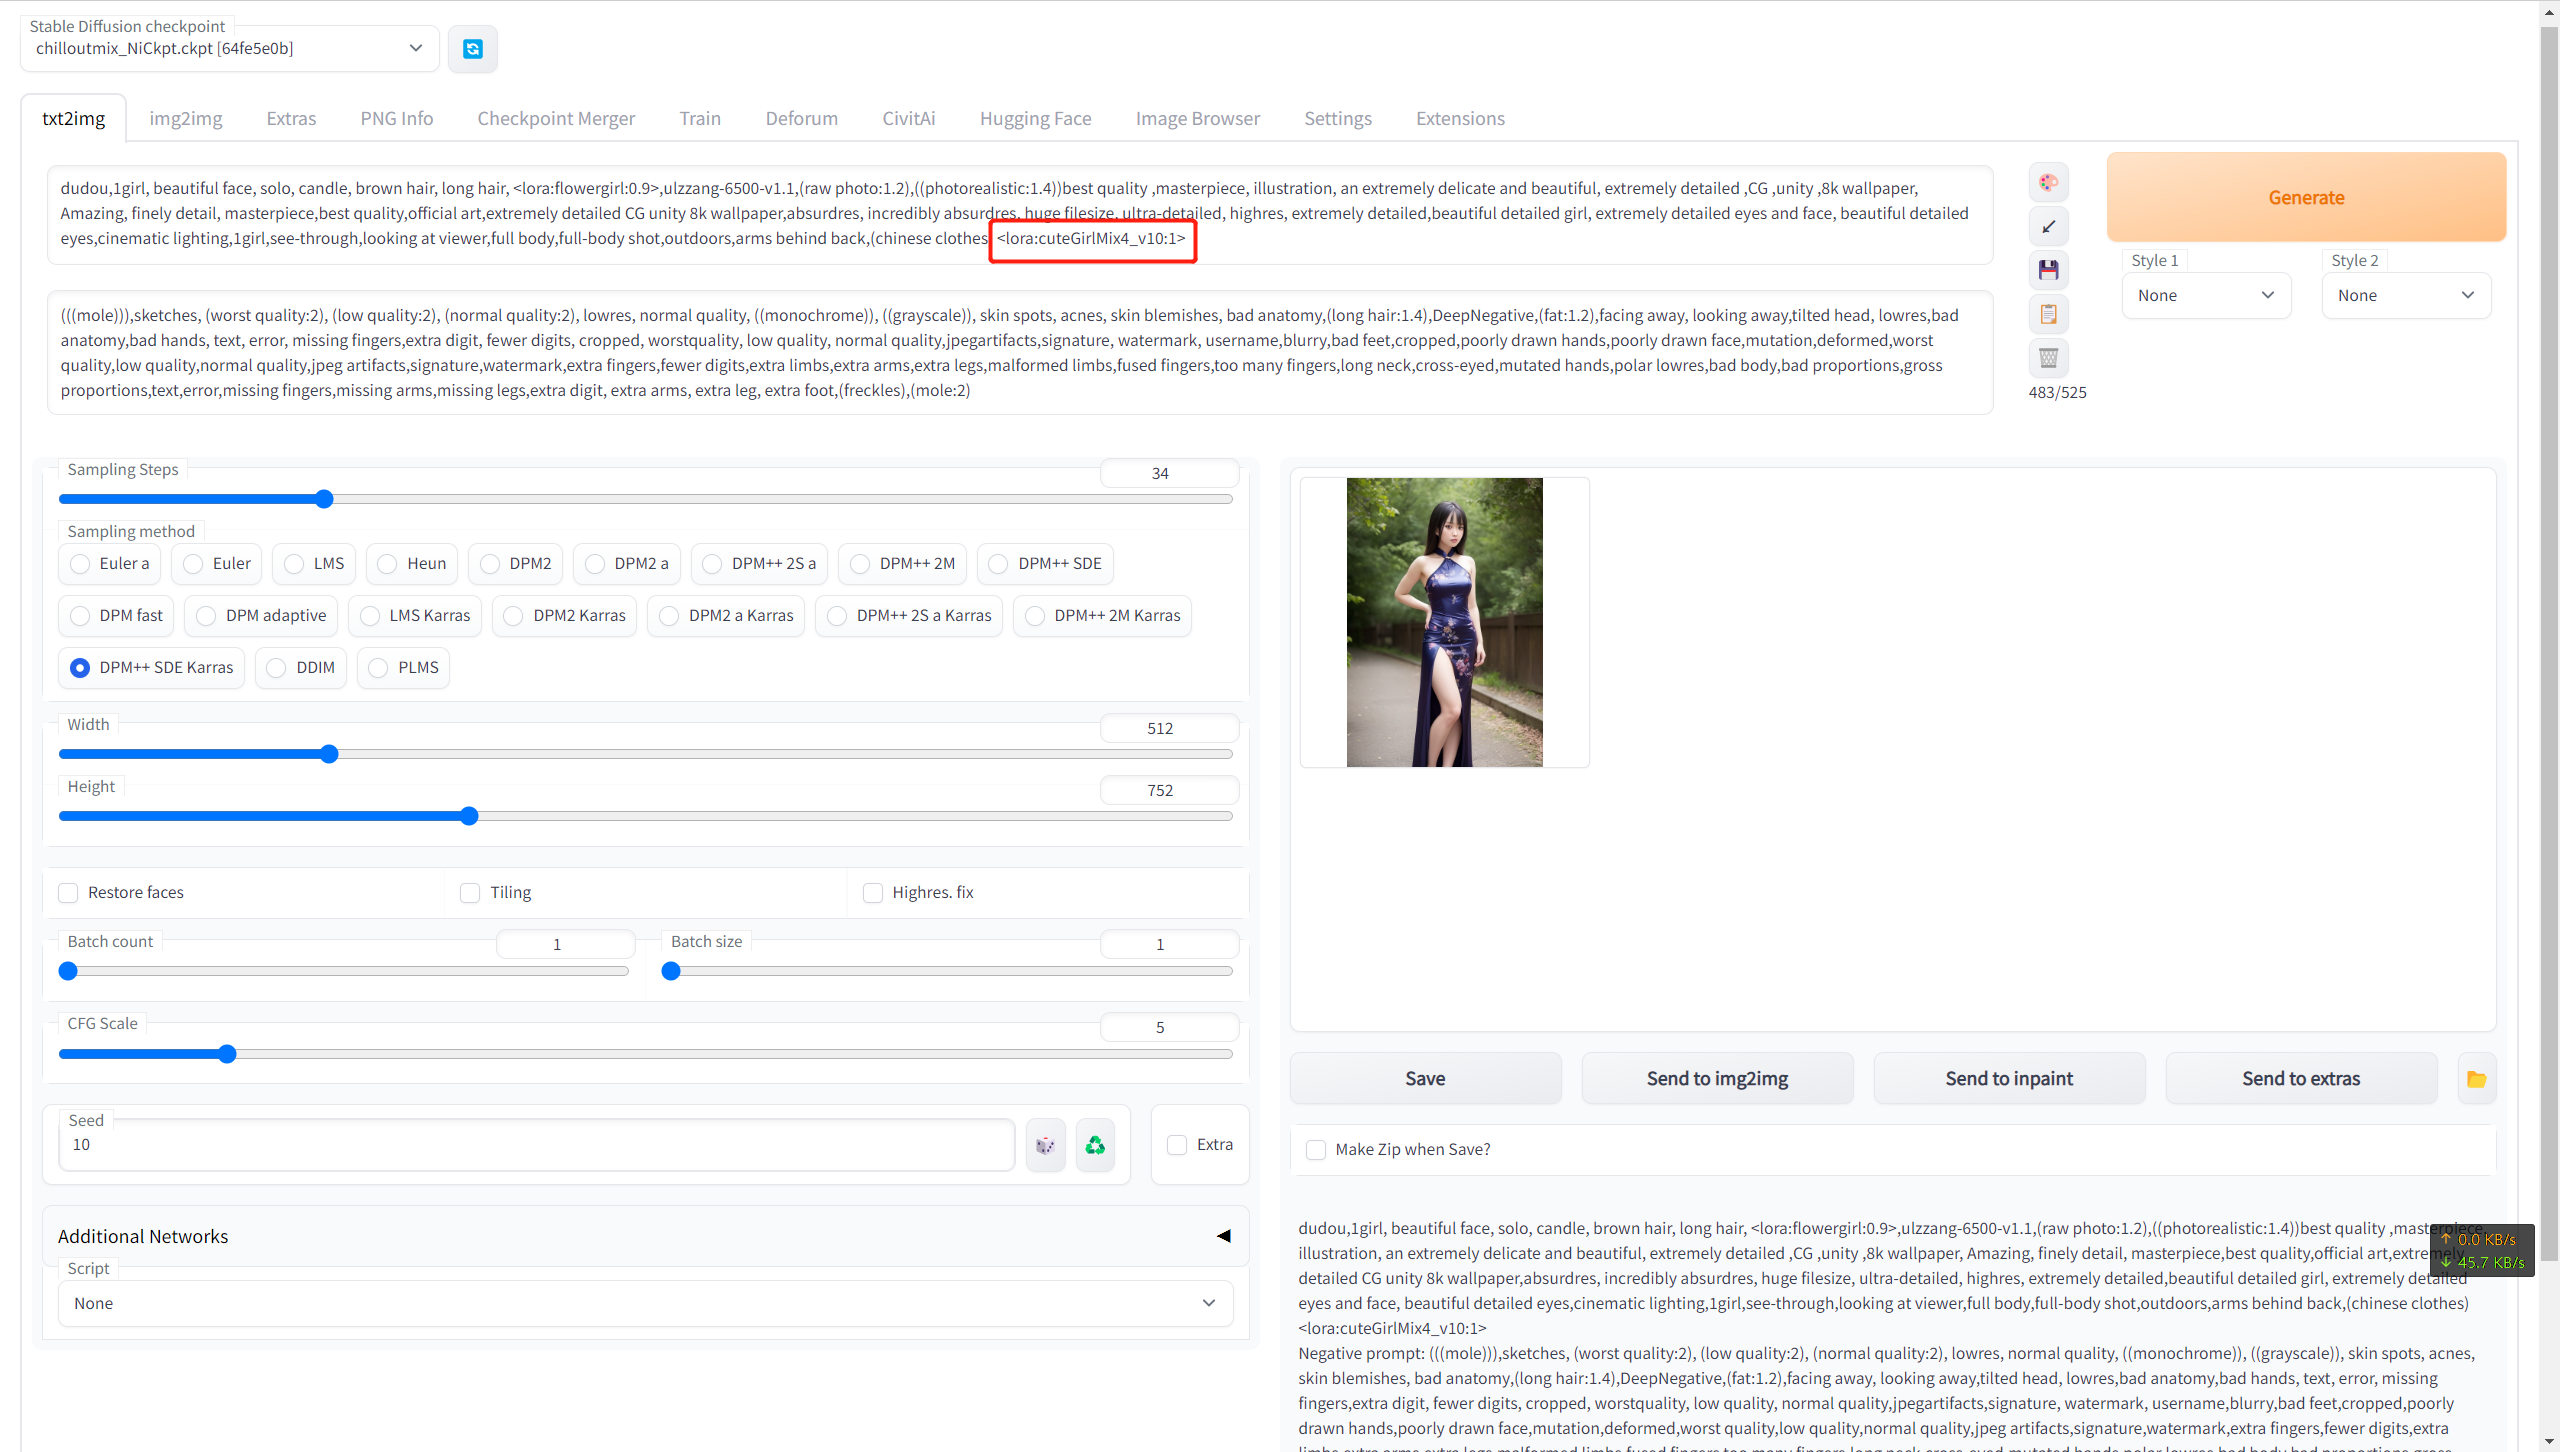 Stable Diffusion checkpoint
chilloutmix_NiCkpt.ckpt [64fe5e0b]
txt2img img2img Extras PNG Info Checkpoint Merger Train Deforum CivitAi Hugging Face Image Browser Settings Extensions
dudou,1girl, beautiful face, solo, candle, brown hair, long hair, <lora:flowergirl:0.9>,ulzzang-6500-v1.1,(raw photo:1.2),((photorealistic:1.4))best quality ,masterpiece, illustration, an extremely delicate and beautiful, extremely detailed ,CG ,unity ,8k wallpaper,
Amazing, finely detail, masterpiece,best quality,official art,extremely detailed CG unity 8k wallpaper,absurdres, incredibly absurdres, huge filesize, ultra-detailed, highres, extremely detailed,beautiful detailed girl, extremely detailed eyes and face, beautiful detailed
eyes,cinematic lighting,1girl,see-through,looking at viewer,full body,full-body shot,outdoors,arms behind back,(chinese clothes <lora:cuteGirlMix4_v10:1>
Generate
Style 1
None
Style 2
None
(((mole))),sketches, (worst quality:2), (low quality:2), (normal quality:2), lowres, normal quality, ((monochrome)), ((grayscale)), skin spots, acnes, skin blemishes, bad anatomy,(long hair:1.4),DeepNegative,(fat:1.2),facing away, looking away,tilted head, lowres,bad
anatomy,bad hands, text, error, missing fingers,extra digit, fewer digits, cropped, worstquality, low quality, normal quality,jpegartifacts,signature, watermark, username,blurry,bad feet,cropped,poorly drawn hands,poorly drawn face,mutation,deformed,worst
quality,low quality,normal quality,jpeg artifacts,signature,watermark,extra fingers,fewer digits,extra limbs,extra arms,extra legs,malformed limbs,fused fingers,too many fingers,long neck,cross-eyed,mutated hands,polar lowres,bad body,bad proportions,gross
proportions,text,error,missing fingers,missing arms,missing legs,extra digit, extra arms, extra leg, extra foot,(freckles),(mole:2)
483/525
Sampling Steps
34
Sampling method
Euler a Euler LMS Heun DPM2 DPM2 a DPM++ 2S a DPM++ 2M DPM++ SDE
DPM fast DPM adaptive LMS Karras DPM2 Karras DPM2 a Karras DPM++ 2S a Karras DPM++ 2M Karras
DPM++ SDE Karras DDIM PLMS
Width
512
Height
752
Restore faces Tiling Highres. fix
Batch count
1
Batch size
1
CFG Scale
5
Seed
10
Extra
Additional Networks
Script
None
Save Send to img2img Send to inpaint Send to extras
Make Zip when Save?
dudou,1girl, beautiful face, solo, candle, brown hair, long hair, <lora:flowergirl:0.9>,ulzzang-6500-v1.1,(raw photo:1.2),((photorealistic:1.4))best quality ,masterpiece,
illustration, an extremely delicate and beautiful, extremely detailed ,CG ,unity ,8k wallpaper, Amazing, finely detail, masterpiece,best quality,official art,extremely
detailed CG unity 8k wallpaper,absurdres, incredibly absurdres, huge filesize, ultra-detailed, highres, extremely detailed,beautiful detailed girl, extremely detailed
eyes and face, beautiful detailed eyes,cinematic lighting,1girl,see-through,looking at viewer,full body,full-body shot,outdoors,arms behind back,(chinese clothes)
<lora:cuteGirlMix4_v10:1>
Negative prompt: (((mole))),sketches, (worst quality:2), (low quality:2), (normal quality:2), lowres, normal quality, ((monochrome)), ((grayscale)), skin spots, acnes,
skin blemishes, bad anatomy,(long hair:1.4),DeepNegative,(fat:1.2),facing away, looking away,tilted head, lowres,bad anatomy,bad hands, text, error, missing
fingers,extra digit, fewer digits, cropped, worstquality, low quality, normal quality,jpegartifacts,signature, watermark, username,blurry,bad feet,cropped,poorly
drawn hands,poorly drawn face,mutation,deformed,worst quality,low quality,normal quality,jpeg artifacts,signature,watermark,extra fingers,fewer digits,extra
↑ 0.0 KB/s
↓ 45.7 KB/s